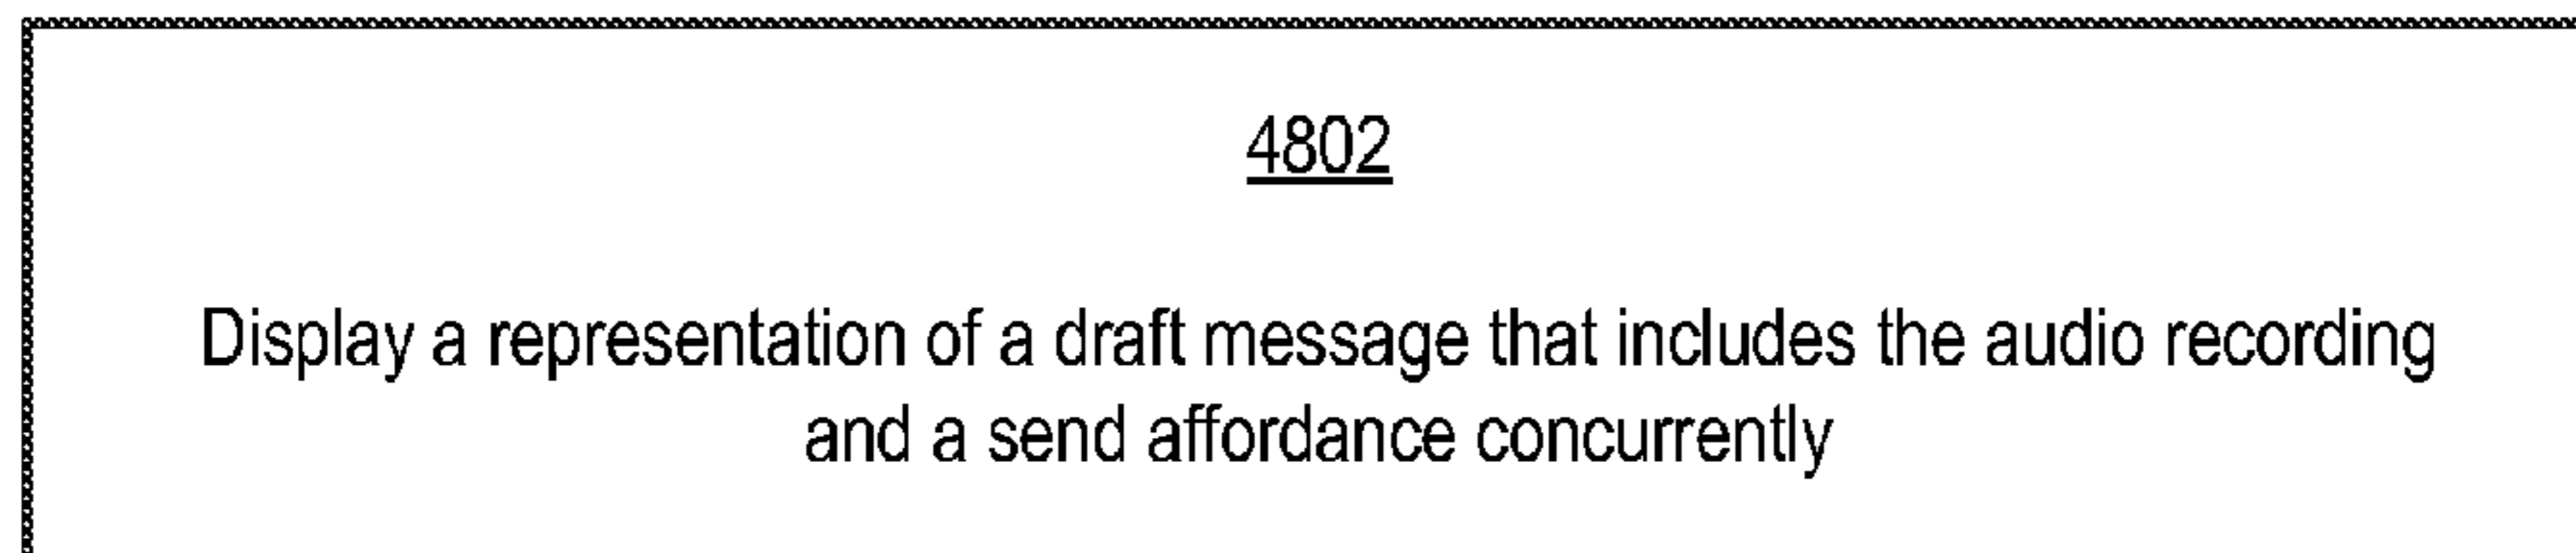 4802
Display a representation of a draft message that includes the audio recording
and a send affordance concurrently